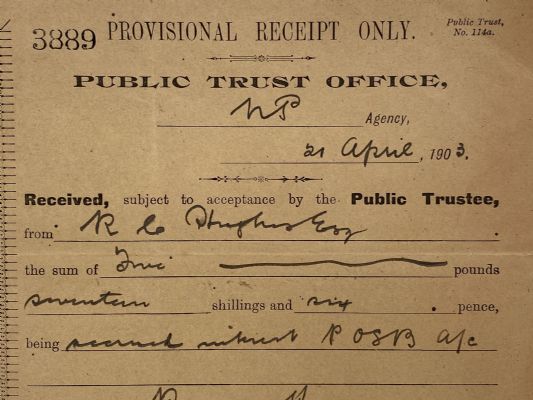 3889 PROVISIONAL RECEIPT ONLY.
Public Trust,
No. 114a.
PUBLIC TRUST OFFICE,
NP Agency,
21 April, 1903.
Received, subject to acceptance by the Public Trustee,
from R C Hughes Esq.
the sum of pounds
seventeen shillings and six pence,
being accrued interest P O S B a/c